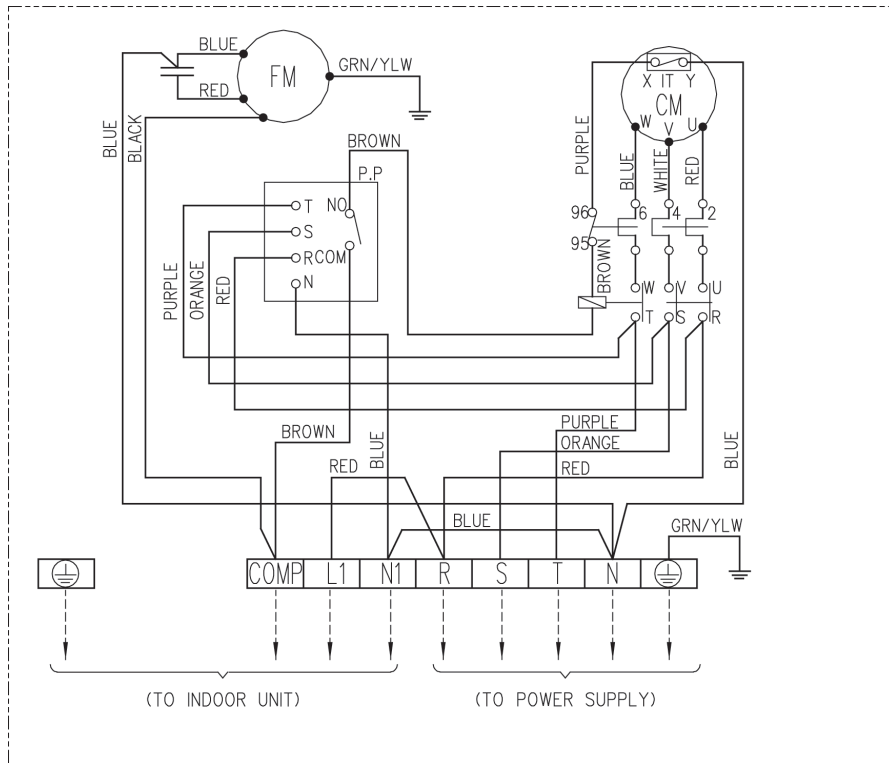 BLUE
FM
GRN/YLW
RED
BLUE
BLACK
BROWN
P.P
T NO
S
R COM
N
PURPLE
ORANGE
RED
X IT Y
CM
W V U
PURPLE
BLUE
WHITE
RED
96 6 4 2
95
BROWN
W V U
T S R
PURPLE
ORANGE
RED
BROWN
RED
BLUE
BLUE
BLUE
GRN/YLW
COMP L1 N1 R S T N
(TO INDOOR UNIT) (TO POWER SUPPLY)